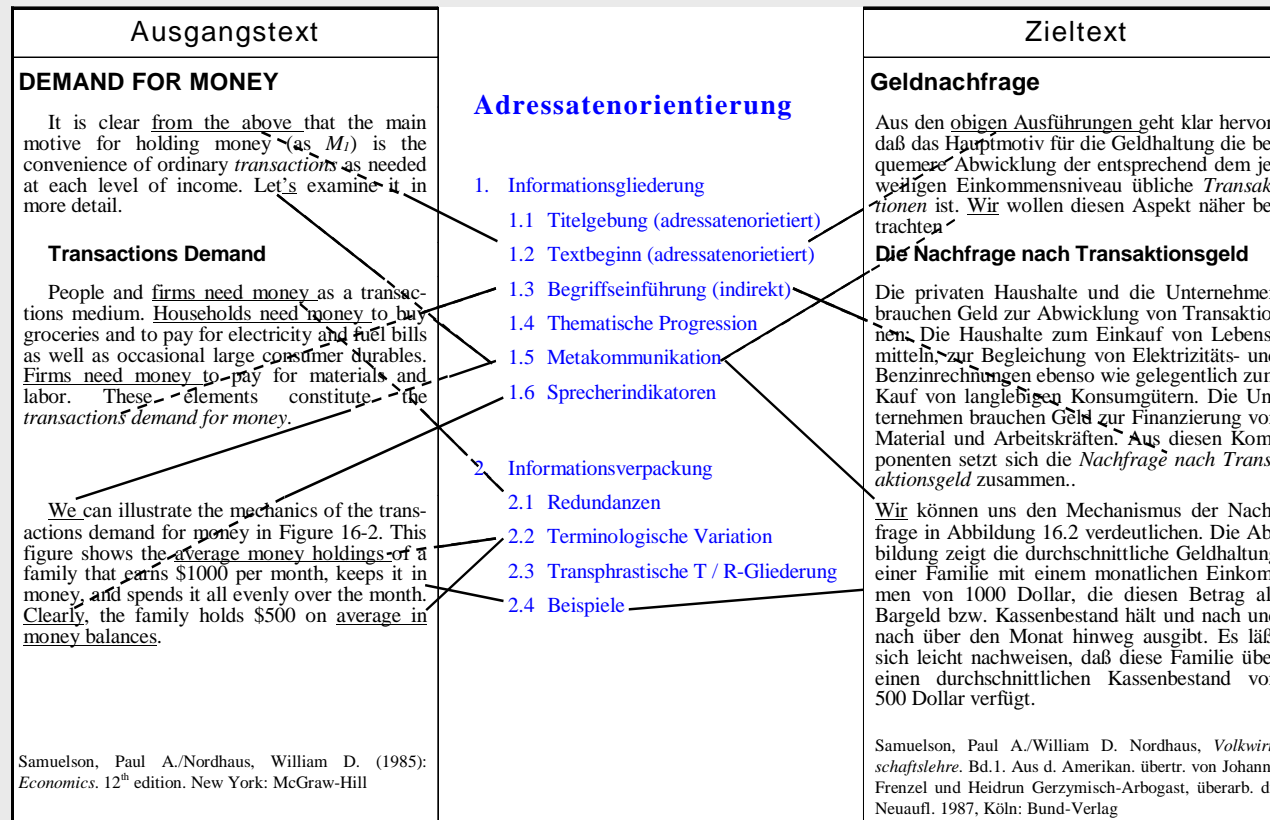 Ausgangstext
DEMAND FOR MONEY
It is clear from the above that the main
motive for holding money (as M1) is the
convenience of ordinary transactions as needed
at each level of income. Let's examine it in
more detail.
Transactions Demand
People and firms need money as a transac-
tions medium. Households need money to buy
groceries and to pay for electricity and fuel bills
as well as occasional large consumer durables.
Firms need money to pay for materials and
labor. These elements constitute the
transactions demand for money.
We can illustrate the mechanics of the trans-
actions demand for money in Figure 16-2. This
figure shows the average money holdings of a
family that earns $1000 per month, keeps it in
money, and spends it all evenly over the month.
Clearly, the family holds $500 on average in
money balances.
Samuelson, Paul A./Nordhaus, William D. (1985):
Economics. 12th edition. New York: McGraw-Hill
Adressatenorientierung
1. Informationsgliederung
1.1 Titelgebung (adressatenorietiert)
1.2 Textbeginn (adressatenorietiert)
1.3 Begriffseinführung (indirekt)
1.4 Thematische Progression
1.5 Metakommunikation
1.6 Sprecherindikatoren
2. Informationsverpackung
2.1 Redundanzen
2.2 Terminologische Variation
2.3 Transphrastische T / R-Gliederung
2.4 Beispiele
Zieltext
Geldnachfrage
Aus den obigen Ausführungen geht klar hervor
daß das Hauptmotiv für die Geldhaltung die be
quemere Abwicklung der entsprechend dem je
weiligen Einkommensniveau übliche Transak
tionen ist. Wir wollen diesen Aspekt näher be
trachten
Die Nachfrage nach Transaktionsgeld
Die privaten Haushalte und die Unternehmen
brauchen Geld zur Abwicklung von Transaktio
nen: Die Haushalte zum Einkauf von Lebens
mitteln, zur Begleichung von Elektrizitäts- und
Benzinrechnungen ebenso wie gelegentlich zum
Kauf von langlebigen Konsumgütern. Die Un
ternehmen brauchen Geld zur Finanzierung von
Material und Arbeitskräften. Aus diesen Kom
ponenten setzt sich die Nachfrage nach Trans
aktionsgeld zusammen..
Wir können uns den Mechanismus der Nach
frage in Abbildung 16.2 verdeutlichen. Die Ab
bildung zeigt die durchschnittliche Geldhaltung
einer Familie mit einem monatlichen Einkom
men von 1000 Dollar, die diesen Betrag al
Bargeld bzw. Kassenbestand hält und nach und
nach über den Monat hinweg ausgibt. Es läß
sich leicht nachweisen, daß diese Familie übe
einen durchschnittlichen Kassenbestand von
500 Dollar verfügt.
Samuelson, Paul A./William D. Nordhaus, Volkwirt
schaftslehre. Bd.1. Aus d. Amerikan. übertr. von Johann
Frenzel und Heidrun Gerzymisch-Arbogast, überarb. d
Neuaufl. 1987, Köln: Bund-Verlag